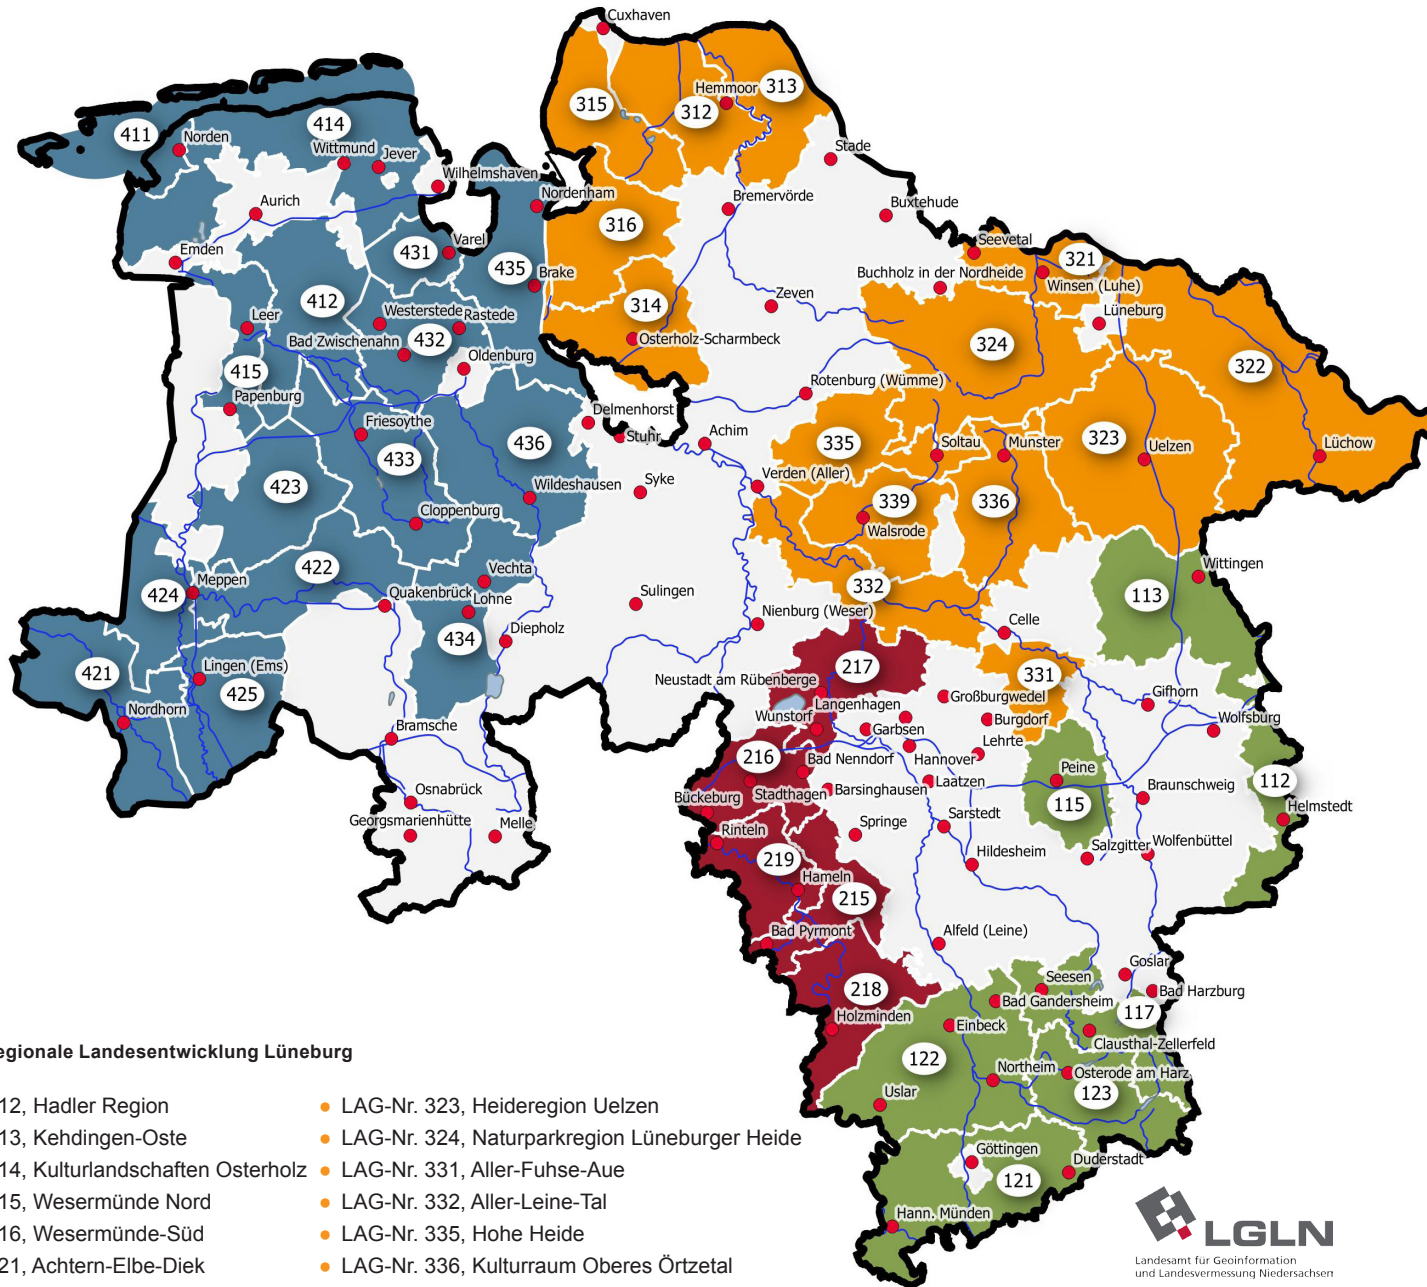 Cuxhaven
315
312
Hemmoor
313
411
Norden
414
Wittmund
Jever
Wilhelmshaven
Stade
Aurich
Nordenham
316
Bremervörde
Buxtehude
Emden
431
Varel
435
Brake
Seevetal
321
Buchholz in der Nordheide
Winsen (Luhe)
412
Leer
Westerstede
Rastede
432
Bad Zwischenahn
Oldenburg
314
Osterholz-Scharmbeck
Zeven
Lüneburg
324
322
415
Papenburg
Friesoythe
433
436
Delmenhorst
Stuhr
Achim
Rotenburg (Wümme)
335
Soltau
Munster
323
Uelzen
Lüchow
423
Cloppenburg
Wildeshausen
Syke
Verden (Aller)
339
Walsrode
336
422
Vechta
Meppen
424
Quakenbrück
Lohne
434
Diepholz
Sulingen
Nienburg (Weser)
332
Celle
113
Wittingen
421
Nordhorn
Lingen (Ems)
425
Bramsche
217
Neustadt am Rübenberge
Langenhagen
Wunstorf
Garbsen
Großburgwedel
Burgdorf
331
Gifhorn
Wolfsburg
Hannover
Lehrte
216
Bad Nenndorf
Stadthagen
Barsinghausen
Laatzen
Peine
115
Braunschweig
112
Helmstedt
Osnabrück
Georgsmarienhütte
Melle
Bückeburg
Rinteln
Springe
Sarstedt
Hildesheim
Salzgitter
Wolfenbüttel
219
Hameln
215
Bad Pyrmont
Alfeld (Leine)
218
Holzminden
Seesen
Goslar
Bad Gandersheim
Bad Harzburg
117
Einbeck
Clausthal-Zellerfeld
122
Northeim
Osterode am Harz
123
Uslar
Göttingen
121
Duderstadt
Hann. Münden
egionale Landesentwicklung Lüneburg
12, Hadler Region
13, Kehdingen-Oste
14, Kulturlandschaften Osterholz
15, Wesermünde Nord
16, Wesermünde-Süd
21, Achtern-Elbe-Diek
• LAG-Nr. 323, Heideregion Uelzen
• LAG-Nr. 324, Naturparkregion Lüneburger Heide
• LAG-Nr. 331, Aller-Fuhse-Aue
• LAG-Nr. 332, Aller-Leine-Tal
• LAG-Nr. 335, Hohe Heide
• LAG-Nr. 336, Kulturraum Oberes Örtzetal
LGLN
Landesamt für Geoinformation
und Landesvermessung Niedersachsen